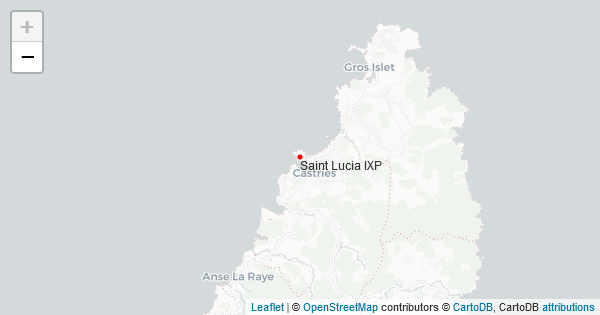 +
−
Gros Islet
Saint Lucia IXP
Castries
Anse La Raye
Leaflet | © OpenStreetMap contributors © CartoDB, CartoDB attributions